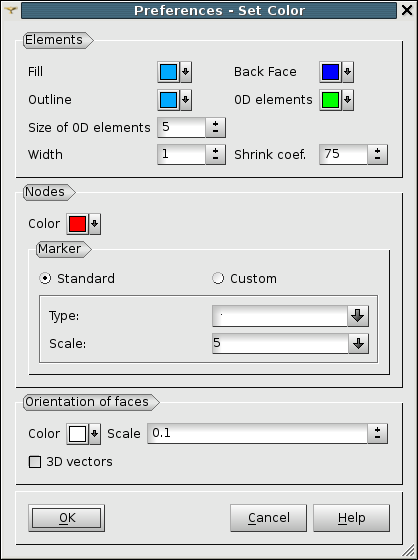 Preferences - Set Color
Elements
Fill Back Face
Outline 0D elements
Size of 0D elements 5
Width 1 Shrink coef. 75
Nodes
Color
Marker
Standard Custom
Type: .
Scale: 5
Orientation of faces
Color Scale 0.1
3D vectors
OK Cancel Help